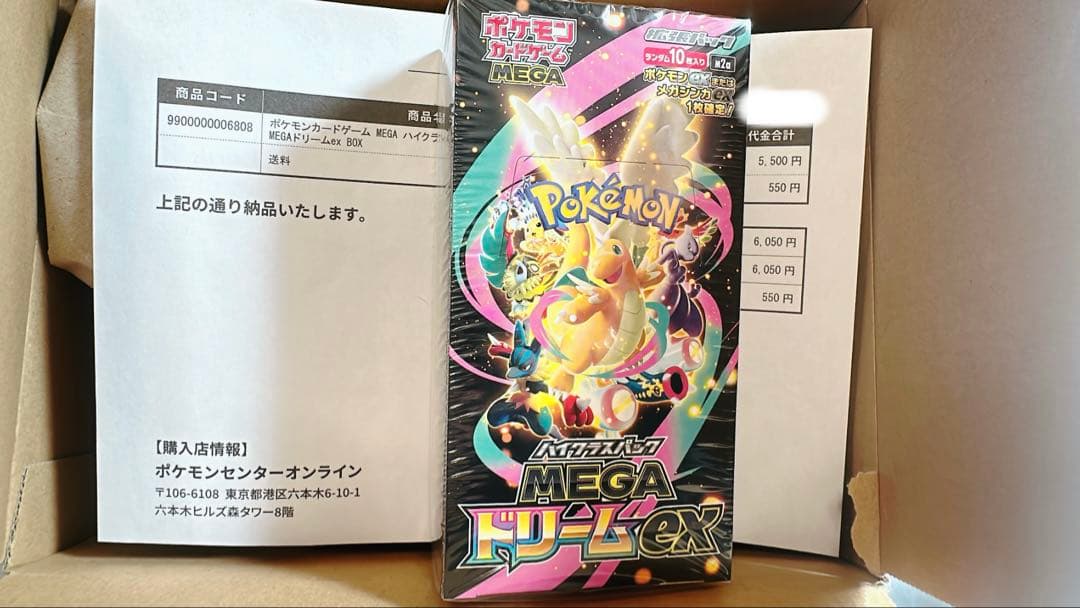 商品コード
商品名
9900000006808
ポケモンカードゲーム MEGA ハイクラ
MEGAドリームex BOX
送料
上記の通り納品いたします。
【購入店情報】
ポケモンセンターオンライン
〒106-6108 東京都港区六本木6-10-1
六本木ヒルズ森タワー8階
ポケモン
カードゲーム
MEGA
拡張パック
ランダム10枚入り
M2a
ポケモンexまたは
メガシンカex
1枚確定!
POKéMON
ハイクラスパック
MEGA
ドリームex
代金合計
5,500 円
550 円
6,050 円
6,050 円
550 円